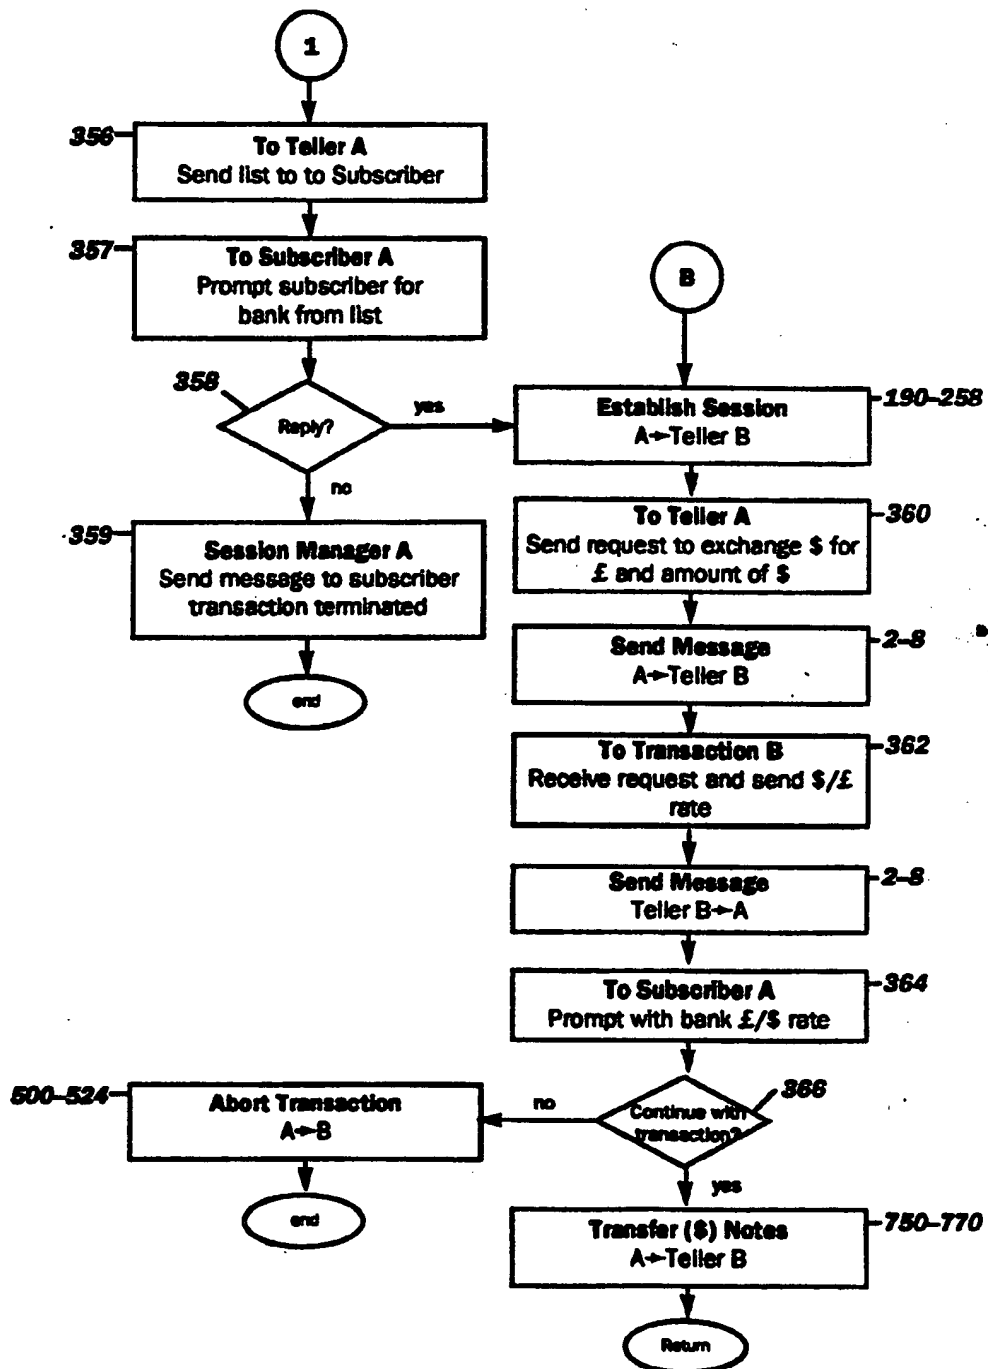 1
356
To Teller A
Send list to to Subscriber
357
To Subscriber A
Prompt subscriber for
bank from list
358
Reply?
yes
no
359
Session Manager A
Send message to subscriber
transaction terminated
end
B
Establish Session
A→Teller B
190–258
To Teller A
Send request to exchange $ for
£ and amount of $
360
Send Message
A→Teller B
2–8
To Transaction B
Receive request and send $/£
rate
362
Send Message
Teller B→A
2–8
To Subscriber A
Prompt with bank £/$ rate
364
Continue with
transaction?
366
no
500–524
Abort Transaction
A→B
end
yes
Transfer ($) Notes
A→Teller B
750–770
Return